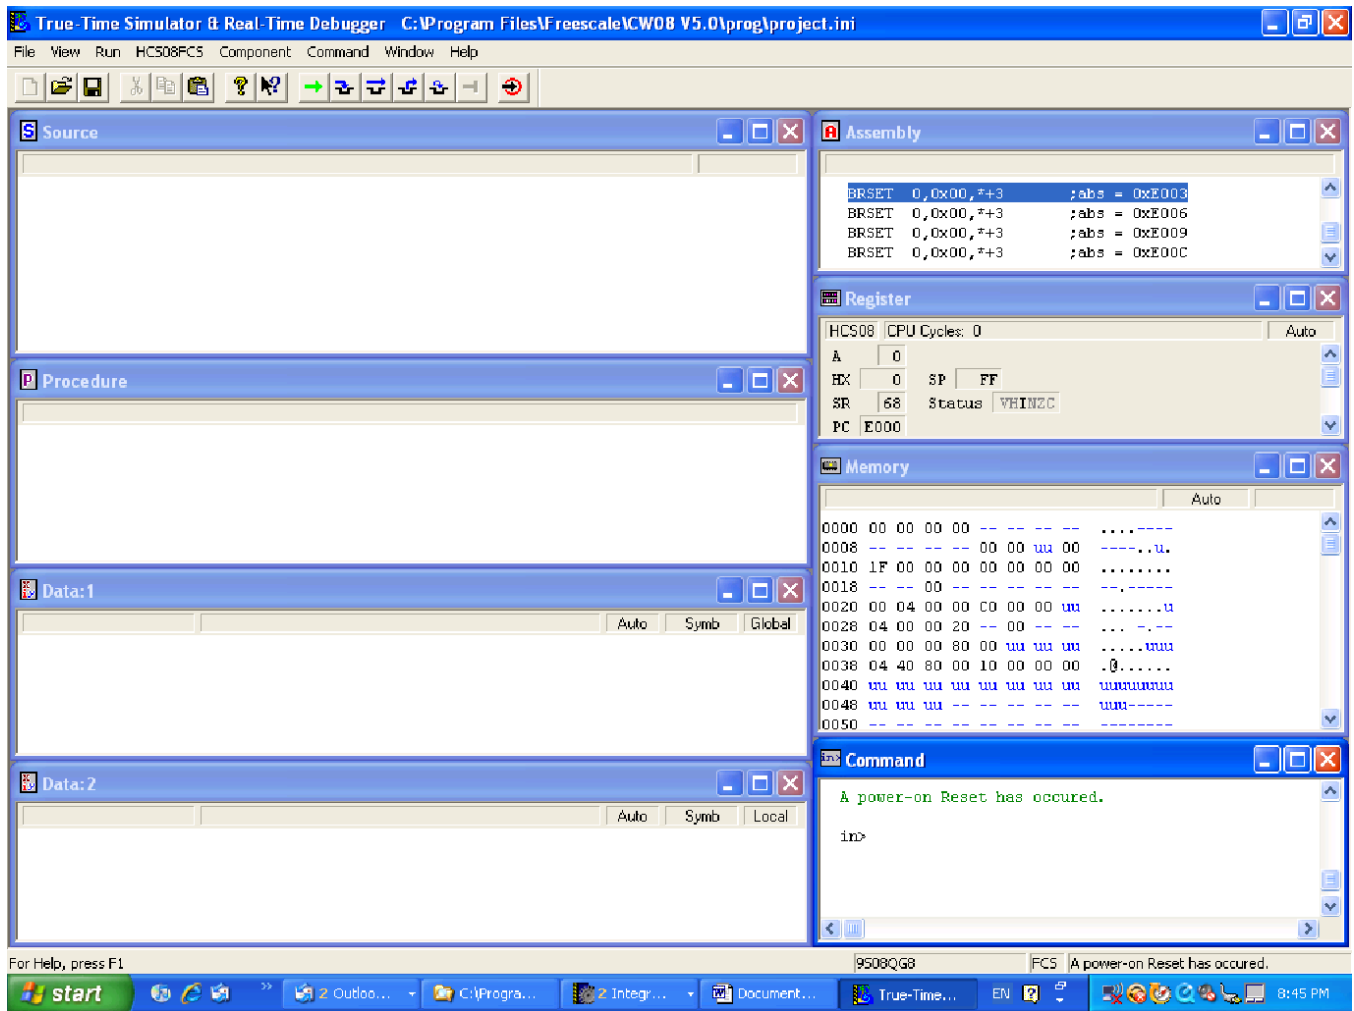 True-Time Simulator & Real-Time Debugger C:\Program Files\Freescale\CW08 V5.0\prog\project.ini
File View Run HCS08FCS Component Command Window Help
Source
Assembly
BRSET 0,0x00,*+3 ;abs = 0xE003
BRSET 0,0x00,*+3 ;abs = 0xE006
BRSET 0,0x00,*+3 ;abs = 0xE009
BRSET 0,0x00,*+3 ;abs = 0xE00C
Register
HCS08 CPU Cycles: 0 Auto
A 0
HX 0 SP FF
SR 68 Status VHINZC
PC E000
Procedure
Memory
Auto
0000 00 00 00 00 -- -- -- -- ....----
0008 -- -- -- -- 00 00 uu 00 ----..u.
0010 1F 00 00 00 00 00 00 00 ........
0018 -- -- 00 -- -- -- -- -- --.-----
0020 00 04 00 00 C0 00 00 uu .......u
0028 04 00 00 20 -- 00 -- -- ... -.--
0030 00 00 00 80 00 uu uu uu .....uuu
0038 04 40 80 00 10 00 00 00 .@......
0040 uu uu uu uu uu uu uu uu uuuuuuuu
0048 uu uu uu -- -- -- -- -- uuu-----
0050 -- -- -- -- -- -- -- -- --------
Data:1
Auto Symb Global
Data:2
Auto Symb Local
Command
A power-on Reset has occured.
in>
For Help, press F1
9S08QG8 FCS A power-on Reset has occured.
start
2 Outloo...
C:\Progra...
2 Integr...
Document...
True-Time...
EN
8:45 PM